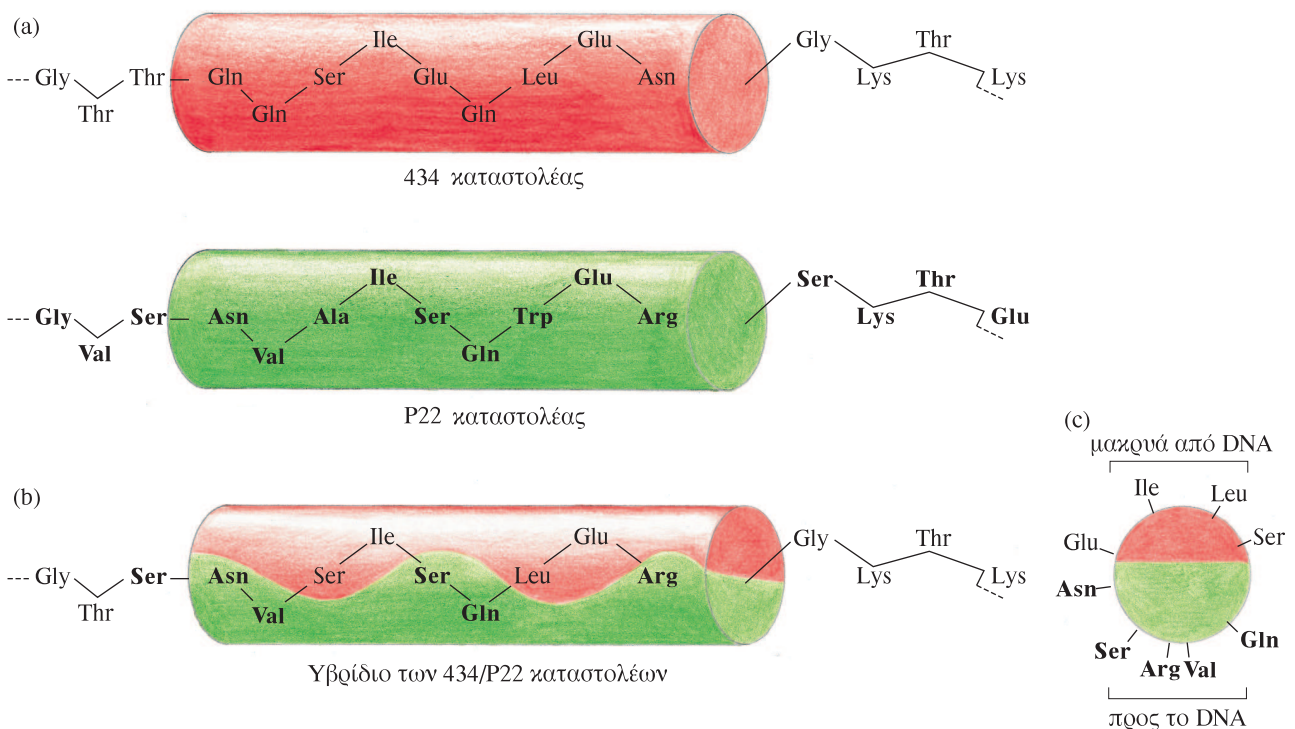 (a)
--- Gly Thr Thr Gln Gln Ser Ile Glu Gln Leu Glu Asn Gly Lys Thr Lys
434 καταστολέας
--- Gly Val Ser Asn Val Ala Ile Ser Gln Trp Glu Arg Ser Lys Thr Glu
P22 καταστολέας
(b)
--- Gly Thr Ser Asn Val Ser Ile Ser Gln Leu Glu Arg Gly Lys Thr Lys
Υβρίδιο των 434/P22 καταστολέων
(c)
μακρυά από DNA
Ile Leu
Glu Ser
Asn
Ser Gln
Arg Val
προς το DNA